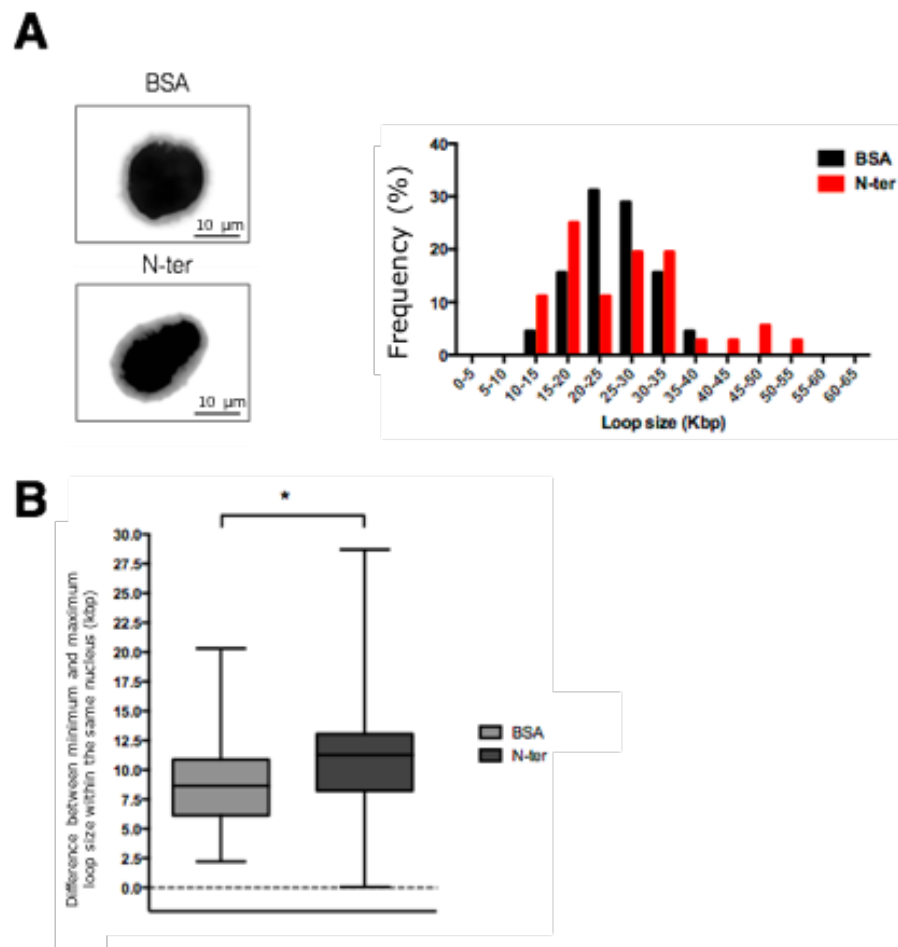 A
BSA
10 µm
N-ter
10 µm
Frequency (%)
40
30
20
10
0
BSA
N-ter
0-5
5-10
10-15
15-20
20-25
25-30
30-35
35-40
40-45
45-50
50-55
55-60
60-65
Loop size (Kbp)
B
Difference between minimum and maximum
loop size within the same nucleus (kbp)
*
30.0
27.5
25.0
22.5
20.0
17.5
15.0
12.5
10.0
7.5
5.0
2.5
0.0
BSA
N-ter